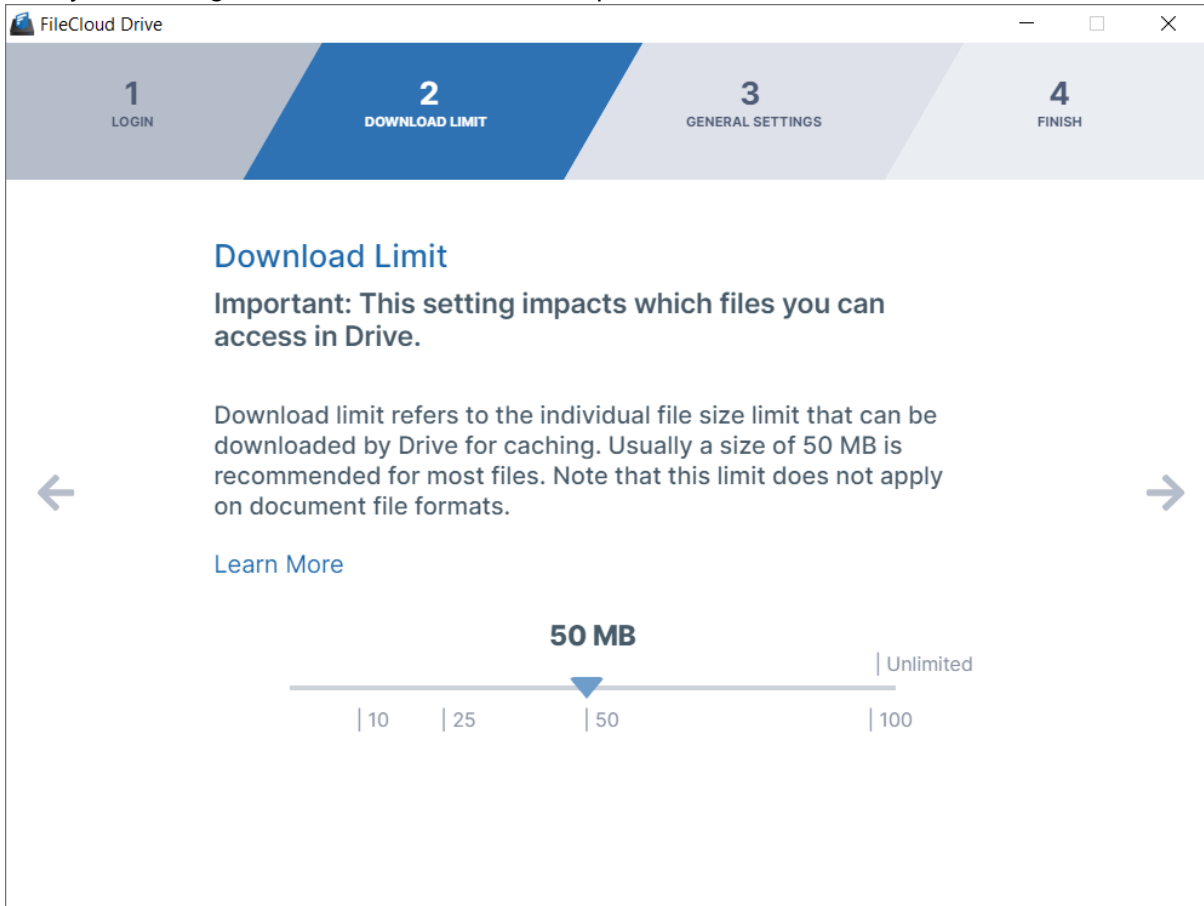 FileCloud Drive
1
LOGIN
2
DOWNLOAD LIMIT
3
GENERAL SETTINGS
4
FINISH
Download Limit
Important: This setting impacts which files you can
access in Drive.
Download limit refers to the individual file size limit that can be
downloaded by Drive for caching. Usually a size of 50 MB is
recommended for most files. Note that this limit does not apply
on document file formats.
Learn More
50 MB
| Unlimited
| 10 | 25 | 50 | 100